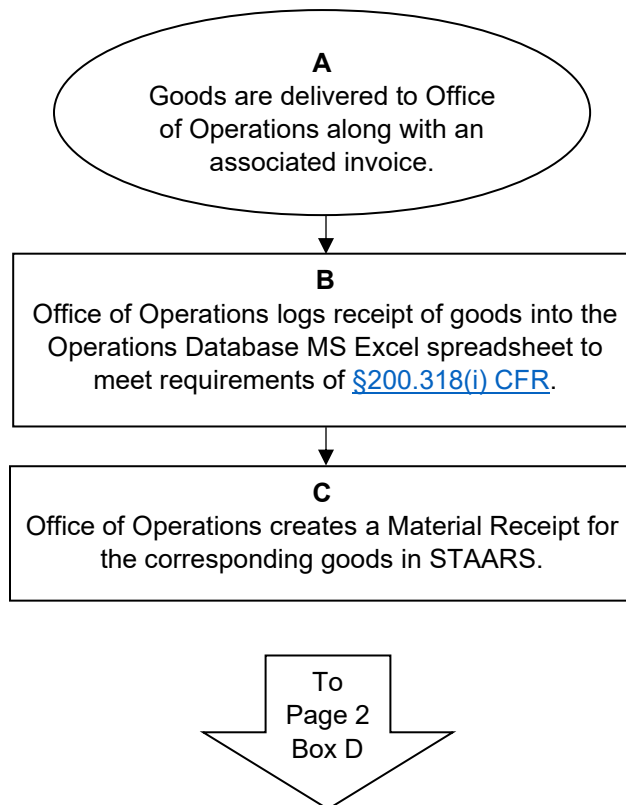 A
Goods are delivered to Office
of Operations along with an
associated invoice.
B
Office of Operations logs receipt of goods into the
Operations Database MS Excel spreadsheet to
meet requirements of §200.318(i) CFR.
C
Office of Operations creates a Material Receipt for
the corresponding goods in STAARS.
To
Page 2
Box D